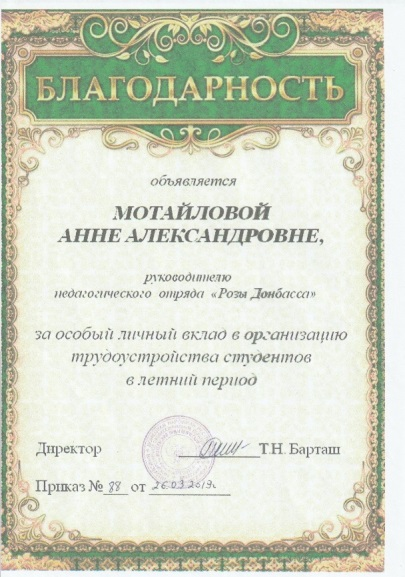 БЛАГОДАРНОСТЬ
объявляется
МОТАЙЛОВОЙ
АННЕ АЛЕКСАНДРОВНЕ,
руководителю
педагогического отряда «Розы Донбасса»
за особый личный вклад в организацию
трудоустройства студентов
в летний период
Директор Т.Н. Барташ
Приказ № 88 от 26.03.2019г.